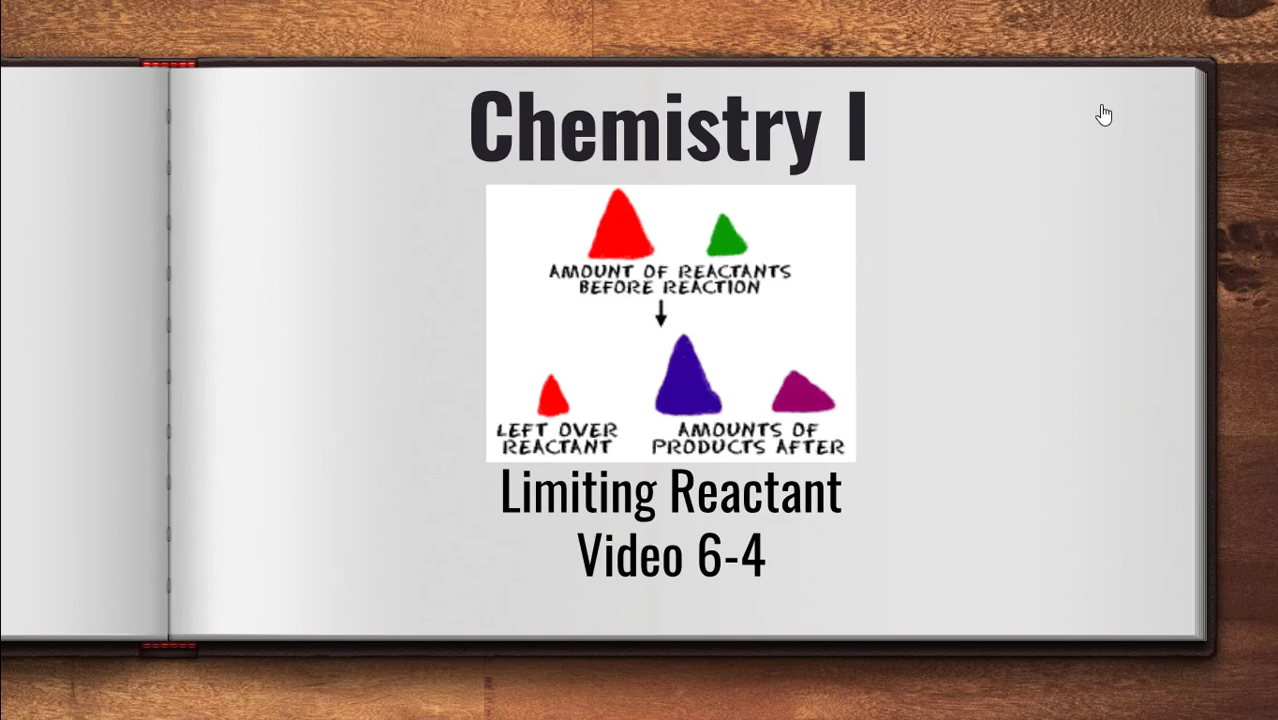 Chemistry I
AMOUNT OF REACTANTS
BEFORE REACTION
LEFT OVER
REACTANT
AMOUNTS OF
PRODUCTS AFTER
Limiting Reactant
Video 6-4